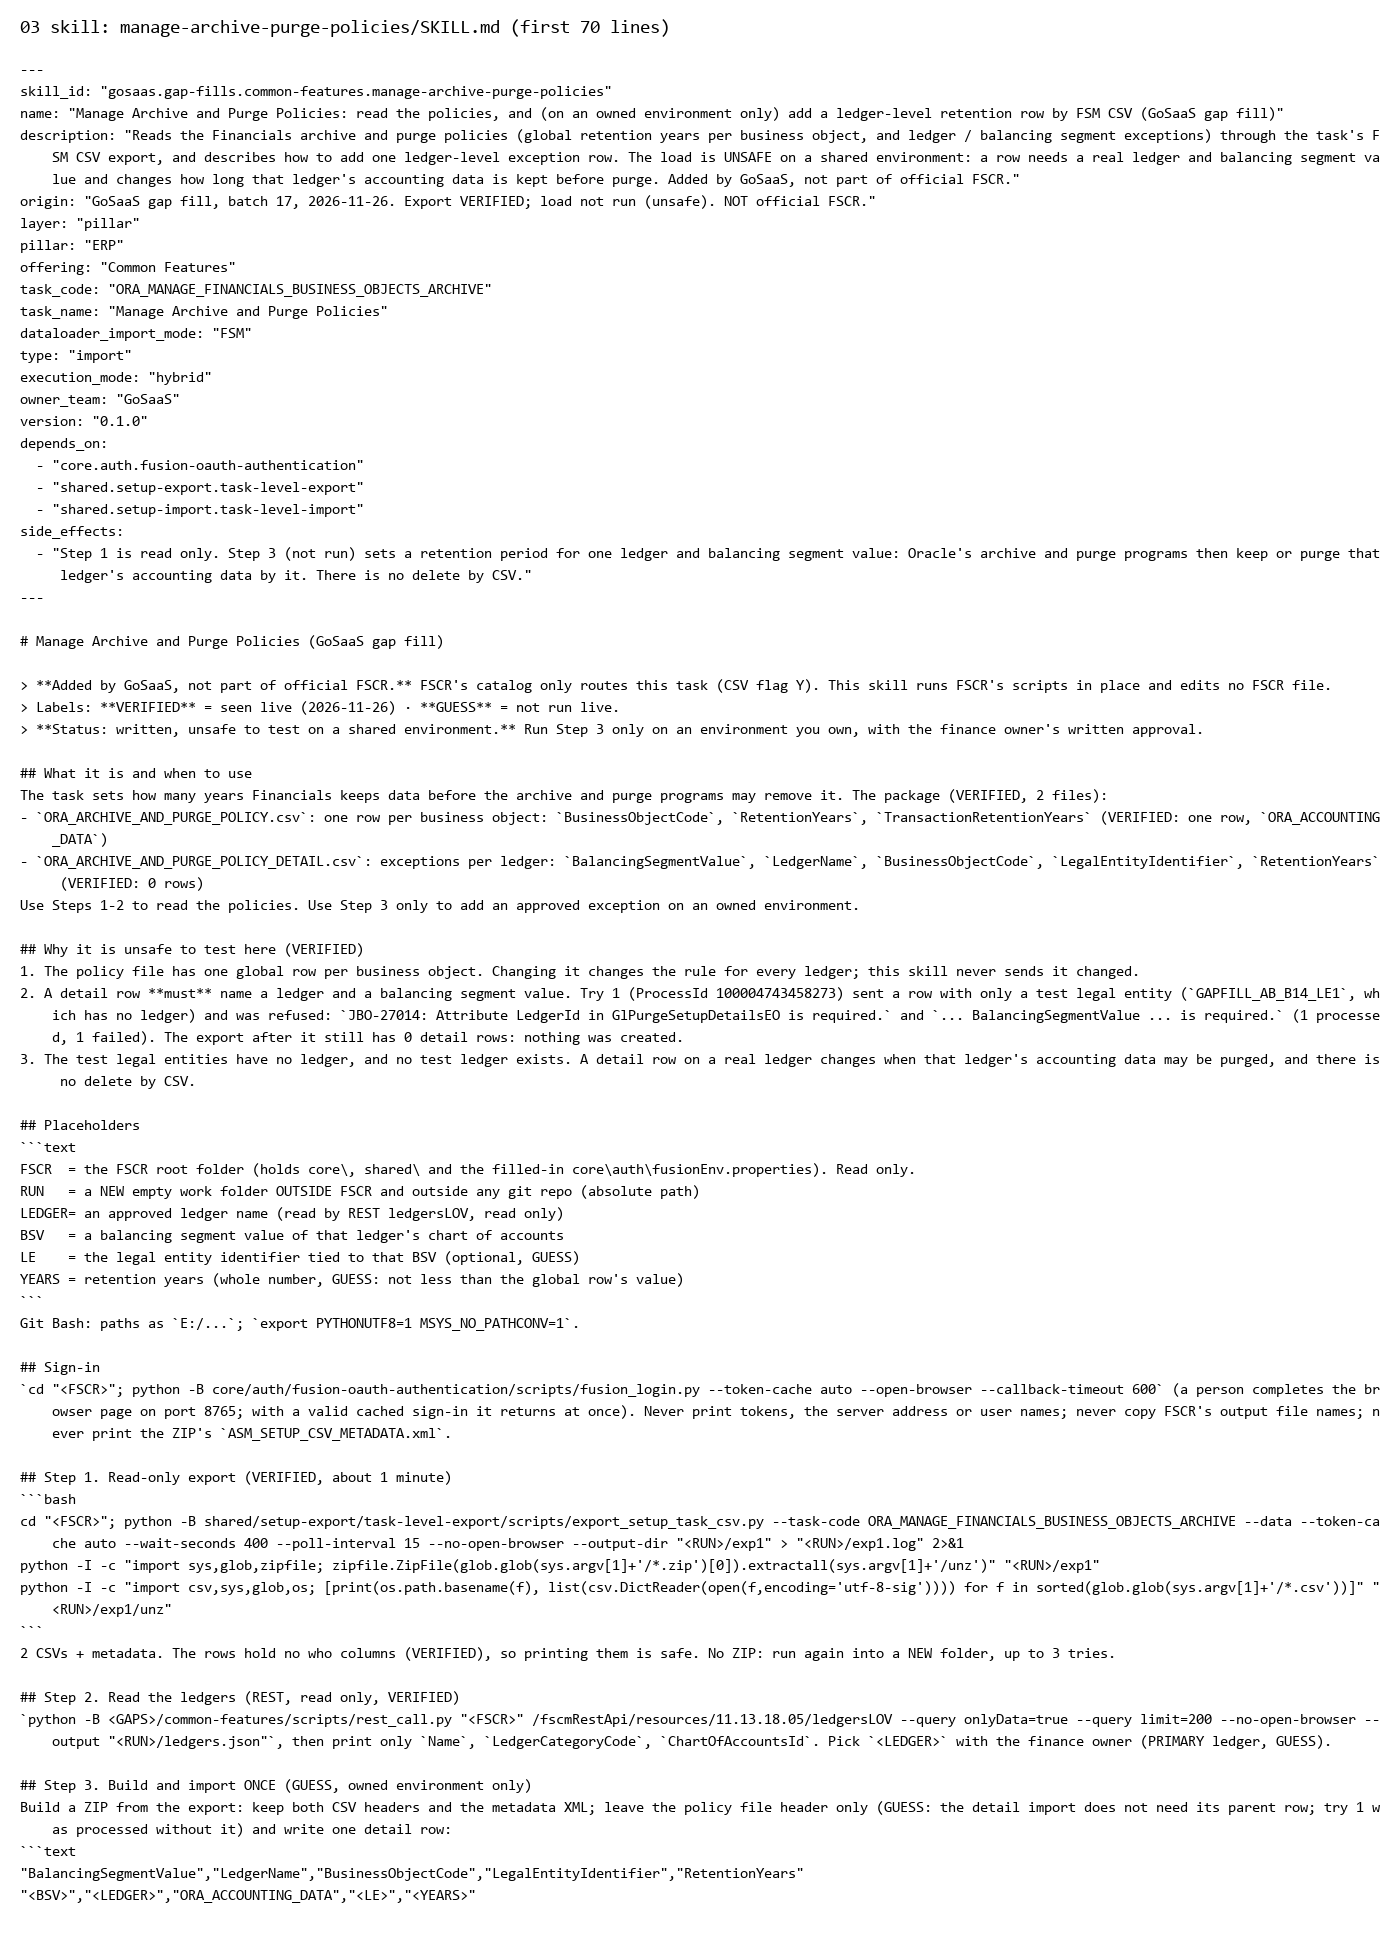 03 skill: manage-archive-purge-policies/SKILL.md (first 70 lines)
---
skill_id: "gosaas.gap-fills.common-features.manage-archive-purge-policies"
name: "Manage Archive and Purge Policies: read the policies, and (on an owned environment only) add a ledger-level retention row by FSM CSV (GoSaaS gap fill)"
description: "Reads the Financials archive and purge policies (global retention years per business object, and ledger / balancing segment exceptions) through the task's F
SM CSV export, and describes how to add one ledger-level exception row. The load is UNSAFE on a shared environment: a row needs a real ledger and balancing segment va
lue and changes how long that ledger's accounting data is kept before purge. Added by GoSaaS, not part of official FSCR."
origin: "GoSaaS gap fill, batch 17, 2026-11-26. Export VERIFIED; load not run (unsafe). NOT official FSCR."
layer: "pillar"
pillar: "ERP"
offering: "Common Features"
task_code: "ORA_MANAGE_FINANCIALS_BUSINESS_OBJECTS_ARCHIVE"
task_name: "Manage Archive and Purge Policies"
dataloader_import_mode: "FSM"
type: "import"
execution_mode: "hybrid"
owner_team: "GoSaaS"
version: "0.1.0"
depends_on:
  - "core.auth.fusion-oauth-authentication"
  - "shared.setup-export.task-level-export"
  - "shared.setup-import.task-level-import"
side_effects:
  - "Step 1 is read only. Step 3 (not run) sets a retention period for one ledger and balancing segment value: Oracle's archive and purge programs then keep or purge that
ledger's accounting data by it. There is no delete by CSV."
---
# Manage Archive and Purge Policies (GoSaaS gap fill)
> **Added by GoSaaS, not part of official FSCR.** FSCR's catalog only routes this task (CSV flag Y). This skill runs FSCR's scripts in place and edits no FSCR file.
> Labels: **VERIFIED** = seen live (2026-11-26) · **GUESS** = not run live.
> **Status: written, unsafe to test on a shared environment.** Run Step 3 only on an environment you own, with the finance owner's written approval.
## What it is and when to use
The task sets how many years Financials keeps data before the archive and purge programs may remove it. The package (VERIFIED, 2 files):
- `ORA_ARCHIVE_AND_PURGE_POLICY.csv`: one row per business object: `BusinessObjectCode`, `RetentionYears`, `TransactionRetentionYears` (VERIFIED: one row, `ORA_ACCOUNTING
_DATA`)
- `ORA_ARCHIVE_AND_PURGE_POLICY_DETAIL.csv`: exceptions per ledger: `BalancingSegmentValue`, `LedgerName`, `BusinessObjectCode`, `LegalEntityIdentifier`, `RetentionYears`
(VERIFIED: 0 rows)
Use Steps 1-2 to read the policies. Use Step 3 only to add an approved exception on an owned environment.
## Why it is unsafe to test here (VERIFIED)
1. The policy file has one global row per business object. Changing it changes the rule for every ledger; this skill never sends it changed.
2. A detail row **must** name a ledger and a balancing segment value. Try 1 (ProcessId 100004743458273) sent a row with only a test legal entity (`GAPFILL_AB_B14_LE1`, wh
ich has no ledger) and was refused: `JBO-27014: Attribute LedgerId in GlPurgeSetupDetailsEO is required.` and `... BalancingSegmentValue ... is required.` (1 processe
d, 1 failed). The export after it still has 0 detail rows: nothing was created.
3. The test legal entities have no ledger, and no test ledger exists. A detail row on a real ledger changes when that ledger's accounting data may be purged, and there is
no delete by CSV.
## Placeholders
```text
FSCR  = the FSCR root folder (holds core\, shared\ and the filled-in core\auth\fusionEnv.properties). Read only.
RUN   = a NEW empty work folder OUTSIDE FSCR and outside any git repo (absolute path)
LEDGER= an approved ledger name (read by REST ledgersLOV, read only)
BSV   = a balancing segment value of that ledger's chart of accounts
LE    = the legal entity identifier tied to that BSV (optional, GUESS)
YEARS = retention years (whole number, GUESS: not less than the global row's value)
```
Git Bash: paths as `E:/...`; `export PYTHONUTF8=1 MSYS_NO_PATHCONV=1`.
## Sign-in
`cd "<FSCR>"; python -B core/auth/fusion-oauth-authentication/scripts/fusion_login.py --token-cache auto --open-browser --callback-timeout 600` (a person completes the br
owser page on port 8765; with a valid cached sign-in it returns at once). Never print tokens, the server address or user names; never copy FSCR's output file names; n
ever print the ZIP's `ASM_SETUP_CSV_METADATA.xml`.
## Step 1. Read-only export (VERIFIED, about 1 minute)
```bash
cd "<FSCR>"; python -B shared/setup-export/task-level-export/scripts/export_setup_task_csv.py --task-code ORA_MANAGE_FINANCIALS_BUSINESS_OBJECTS_ARCHIVE --data --token-ca
che auto --wait-seconds 400 --poll-interval 15 --no-open-browser --output-dir "<RUN>/exp1" > "<RUN>/exp1.log" 2>&1
python -I -c "import sys,glob,zipfile; zipfile.ZipFile(glob.glob(sys.argv[1]+'/*.zip')[0]).extractall(sys.argv[1]+'/unz')" "<RUN>/exp1"
python -I -c "import csv,sys,glob,os; [print(os.path.basename(f), list(csv.DictReader(open(f,encoding='utf-8-sig')))) for f in sorted(glob.glob(sys.argv[1]+'/*.csv'))]" "
<RUN>/exp1/unz"
```
2 CSVs + metadata. The rows hold no who columns (VERIFIED), so printing them is safe. No ZIP: run again into a NEW folder, up to 3 tries.
## Step 2. Read the ledgers (REST, read only, VERIFIED)
`python -B <GAPS>/common-features/scripts/rest_call.py "<FSCR>" /fscmRestApi/resources/11.13.18.05/ledgersLOV --query onlyData=true --query limit=200 --no-open-browser --
output "<RUN>/ledgers.json"`, then print only `Name`, `LedgerCategoryCode`, `ChartOfAccountsId`. Pick `<LEDGER>` with the finance owner (PRIMARY ledger, GUESS).
## Step 3. Build and import ONCE (GUESS, owned environment only)
Build a ZIP from the export: keep both CSV headers and the metadata XML; leave the policy file header only (GUESS: the detail import does not need its parent row; try 1 w
as processed without it) and write one detail row:
```text
"BalancingSegmentValue","LedgerName","BusinessObjectCode","LegalEntityIdentifier","RetentionYears"
"<BSV>","<LEDGER>","ORA_ACCOUNTING_DATA","<LE>","<YEARS>"